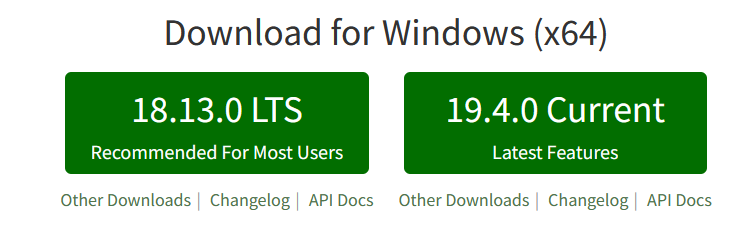 Download for Windows (x64)
18.13.0 LTS
Recommended For Most Users
19.4.0 Current
Latest Features
Other Downloads | Changelog | API Docs
Other Downloads | Changelog | API Docs